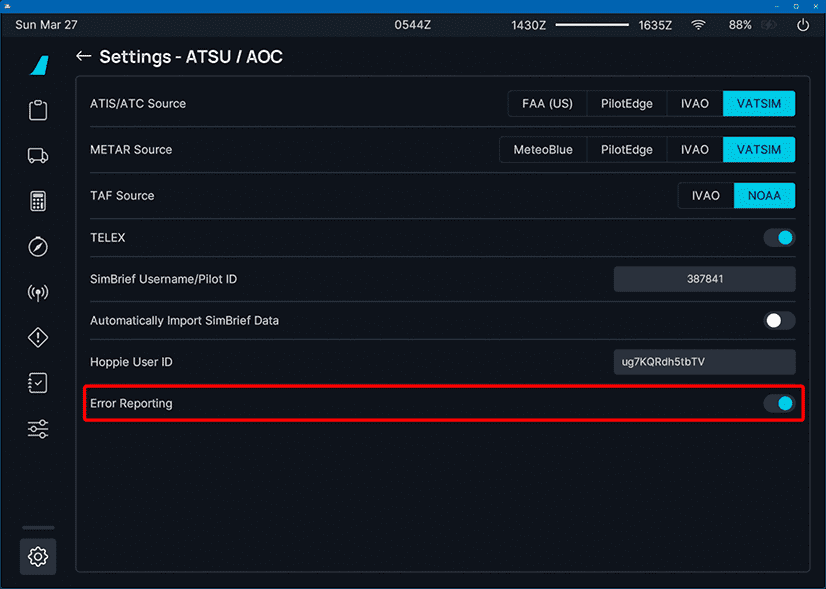 Sun Mar 27 0544Z 1430Z 1635Z 88%
Settings - ATSU / AOC
ATIS/ATC Source FAA (US) PilotEdge IVAO VATSIM
METAR Source MeteoBlue PilotEdge IVAO VATSIM
TAF Source IVAO NOAA
TELEX
SimBrief Username/Pilot ID 387841
Automatically Import SimBrief Data
Hoppie User ID ug7KQRdh5tbTV
Error Reporting